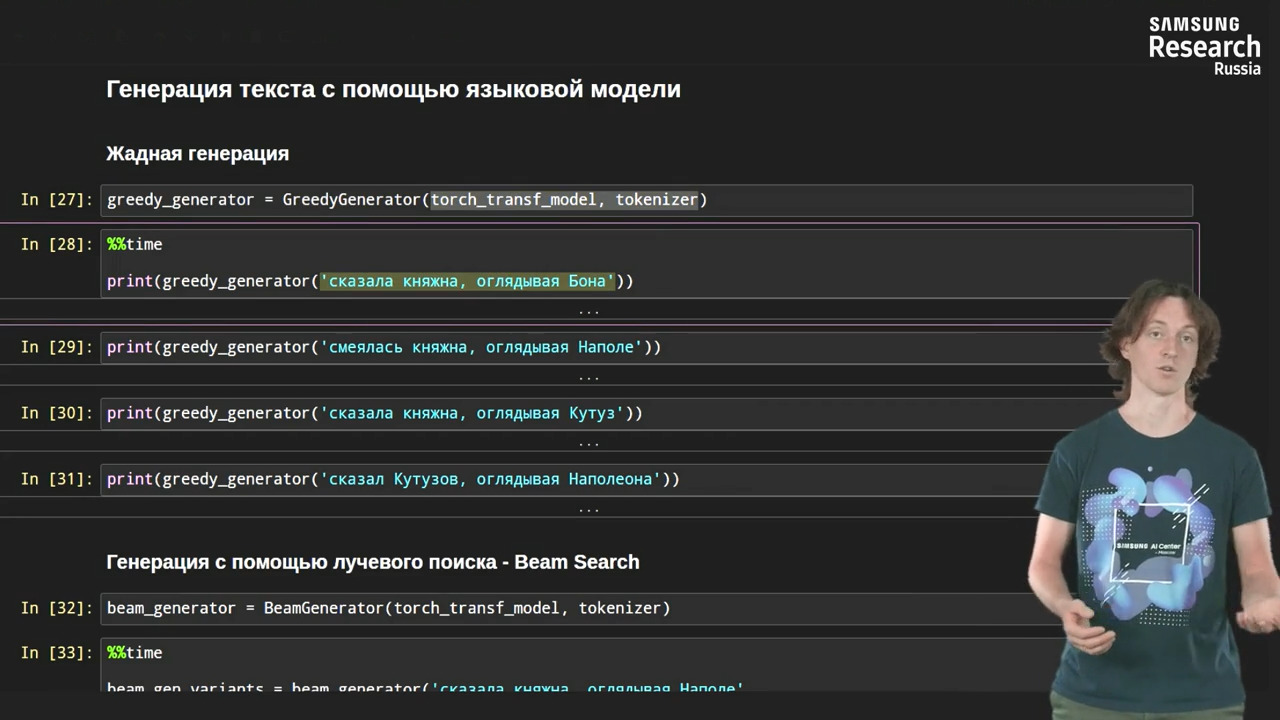 SAMSUNG
Research
Russia
Генерация текста с помощью языковой модели
Жадная генерация
In [27]: greedy_generator = GreedyGenerator(torch_transf_model, tokenizer)
In [28]: %%time
print(greedy_generator('сказала княжна, оглядывая Бона'))
...
In [29]: print(greedy_generator('смеялась княжна, оглядывая Наполе'))
...
In [30]: print(greedy_generator('сказала княжна, оглядывая Кутуз'))
...
In [31]: print(greedy_generator('сказал Кутузов, оглядывая Наполеона'))
...
Генерация с помощью лучевого поиска - Beam Search
In [32]: beam_generator = BeamGenerator(torch_transf_model, tokenizer)
In [33]: %%time
beam_gen_variants = beam_generator('сказала княжна, оглядывая Наполе',
SAMSUNG AI Center
- Moscow